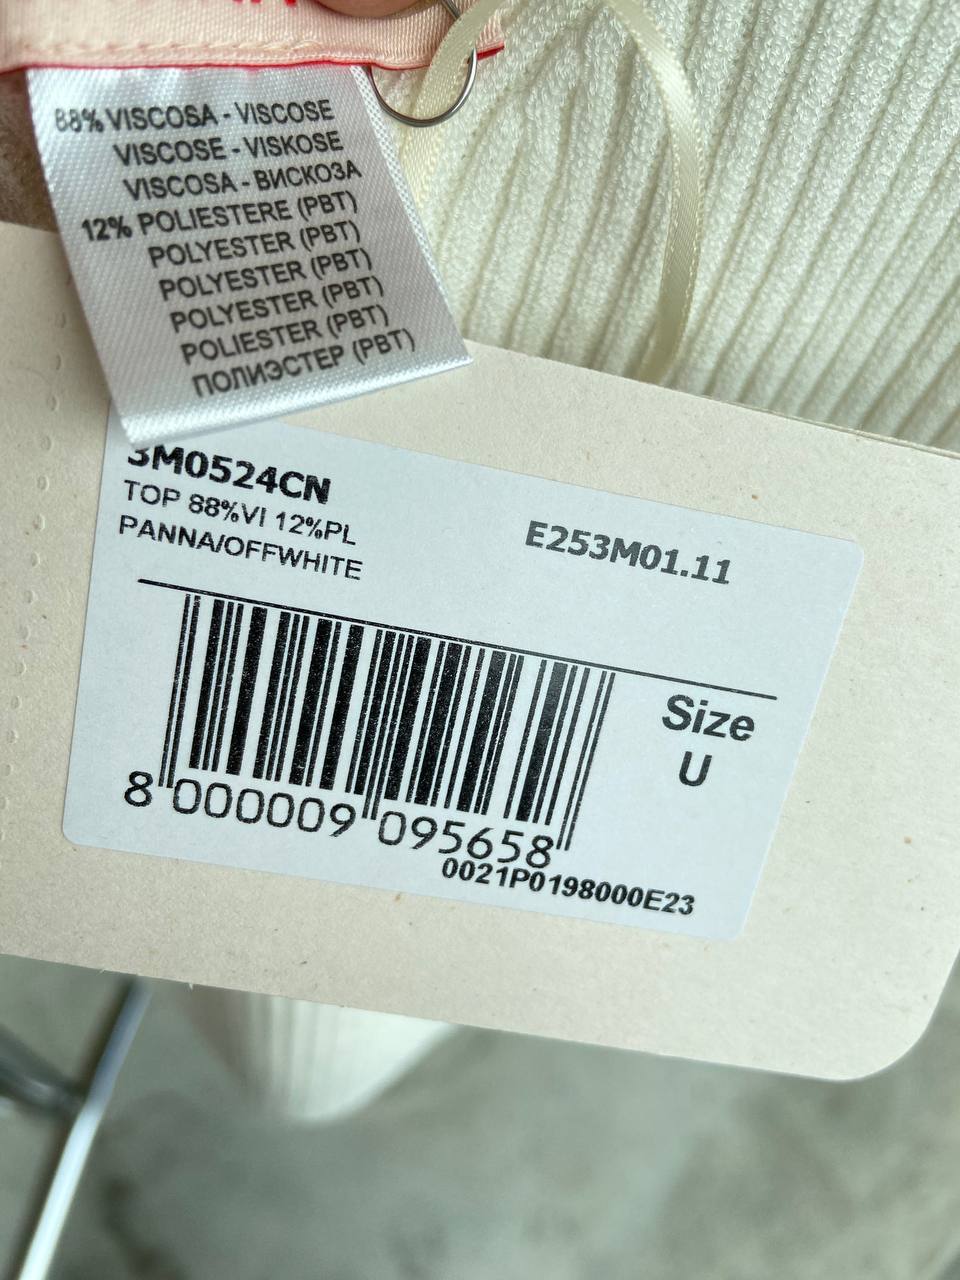 88% VISCOSA - VISCOSE
VISCOSE - VISKOSE
VISCOSA - ВИСКОЗА
12% POLIESTERE (PBT)
POLYESTER (PBT)
POLYESTER (PBT)
POLYESTER (PBT)
POLIESTER (PBT)
ПОЛИЭСТЕР (PBT)
3M0524CN
TOP 88%VI 12%PL
PANNA/OFFWHITE
E253M01.11
Size
U
8 000009 095658
0021P0198000E23